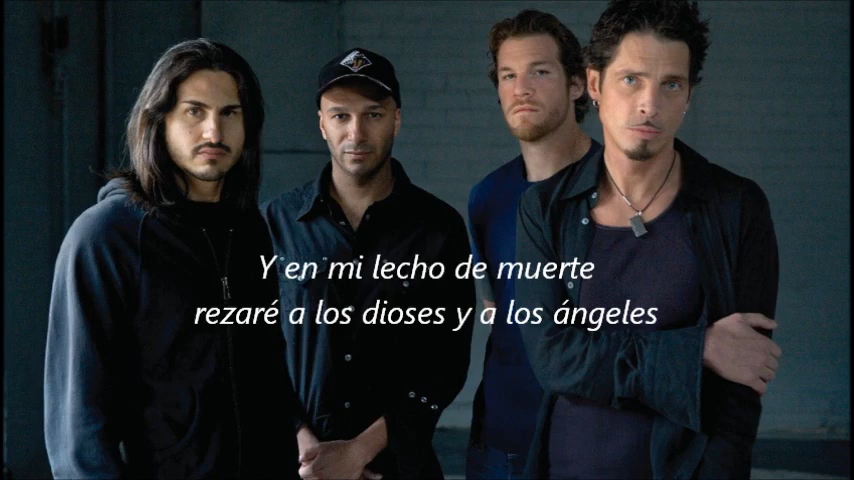 Y en mi lecho de muerte
rezaré a los dioses y a los ángeles